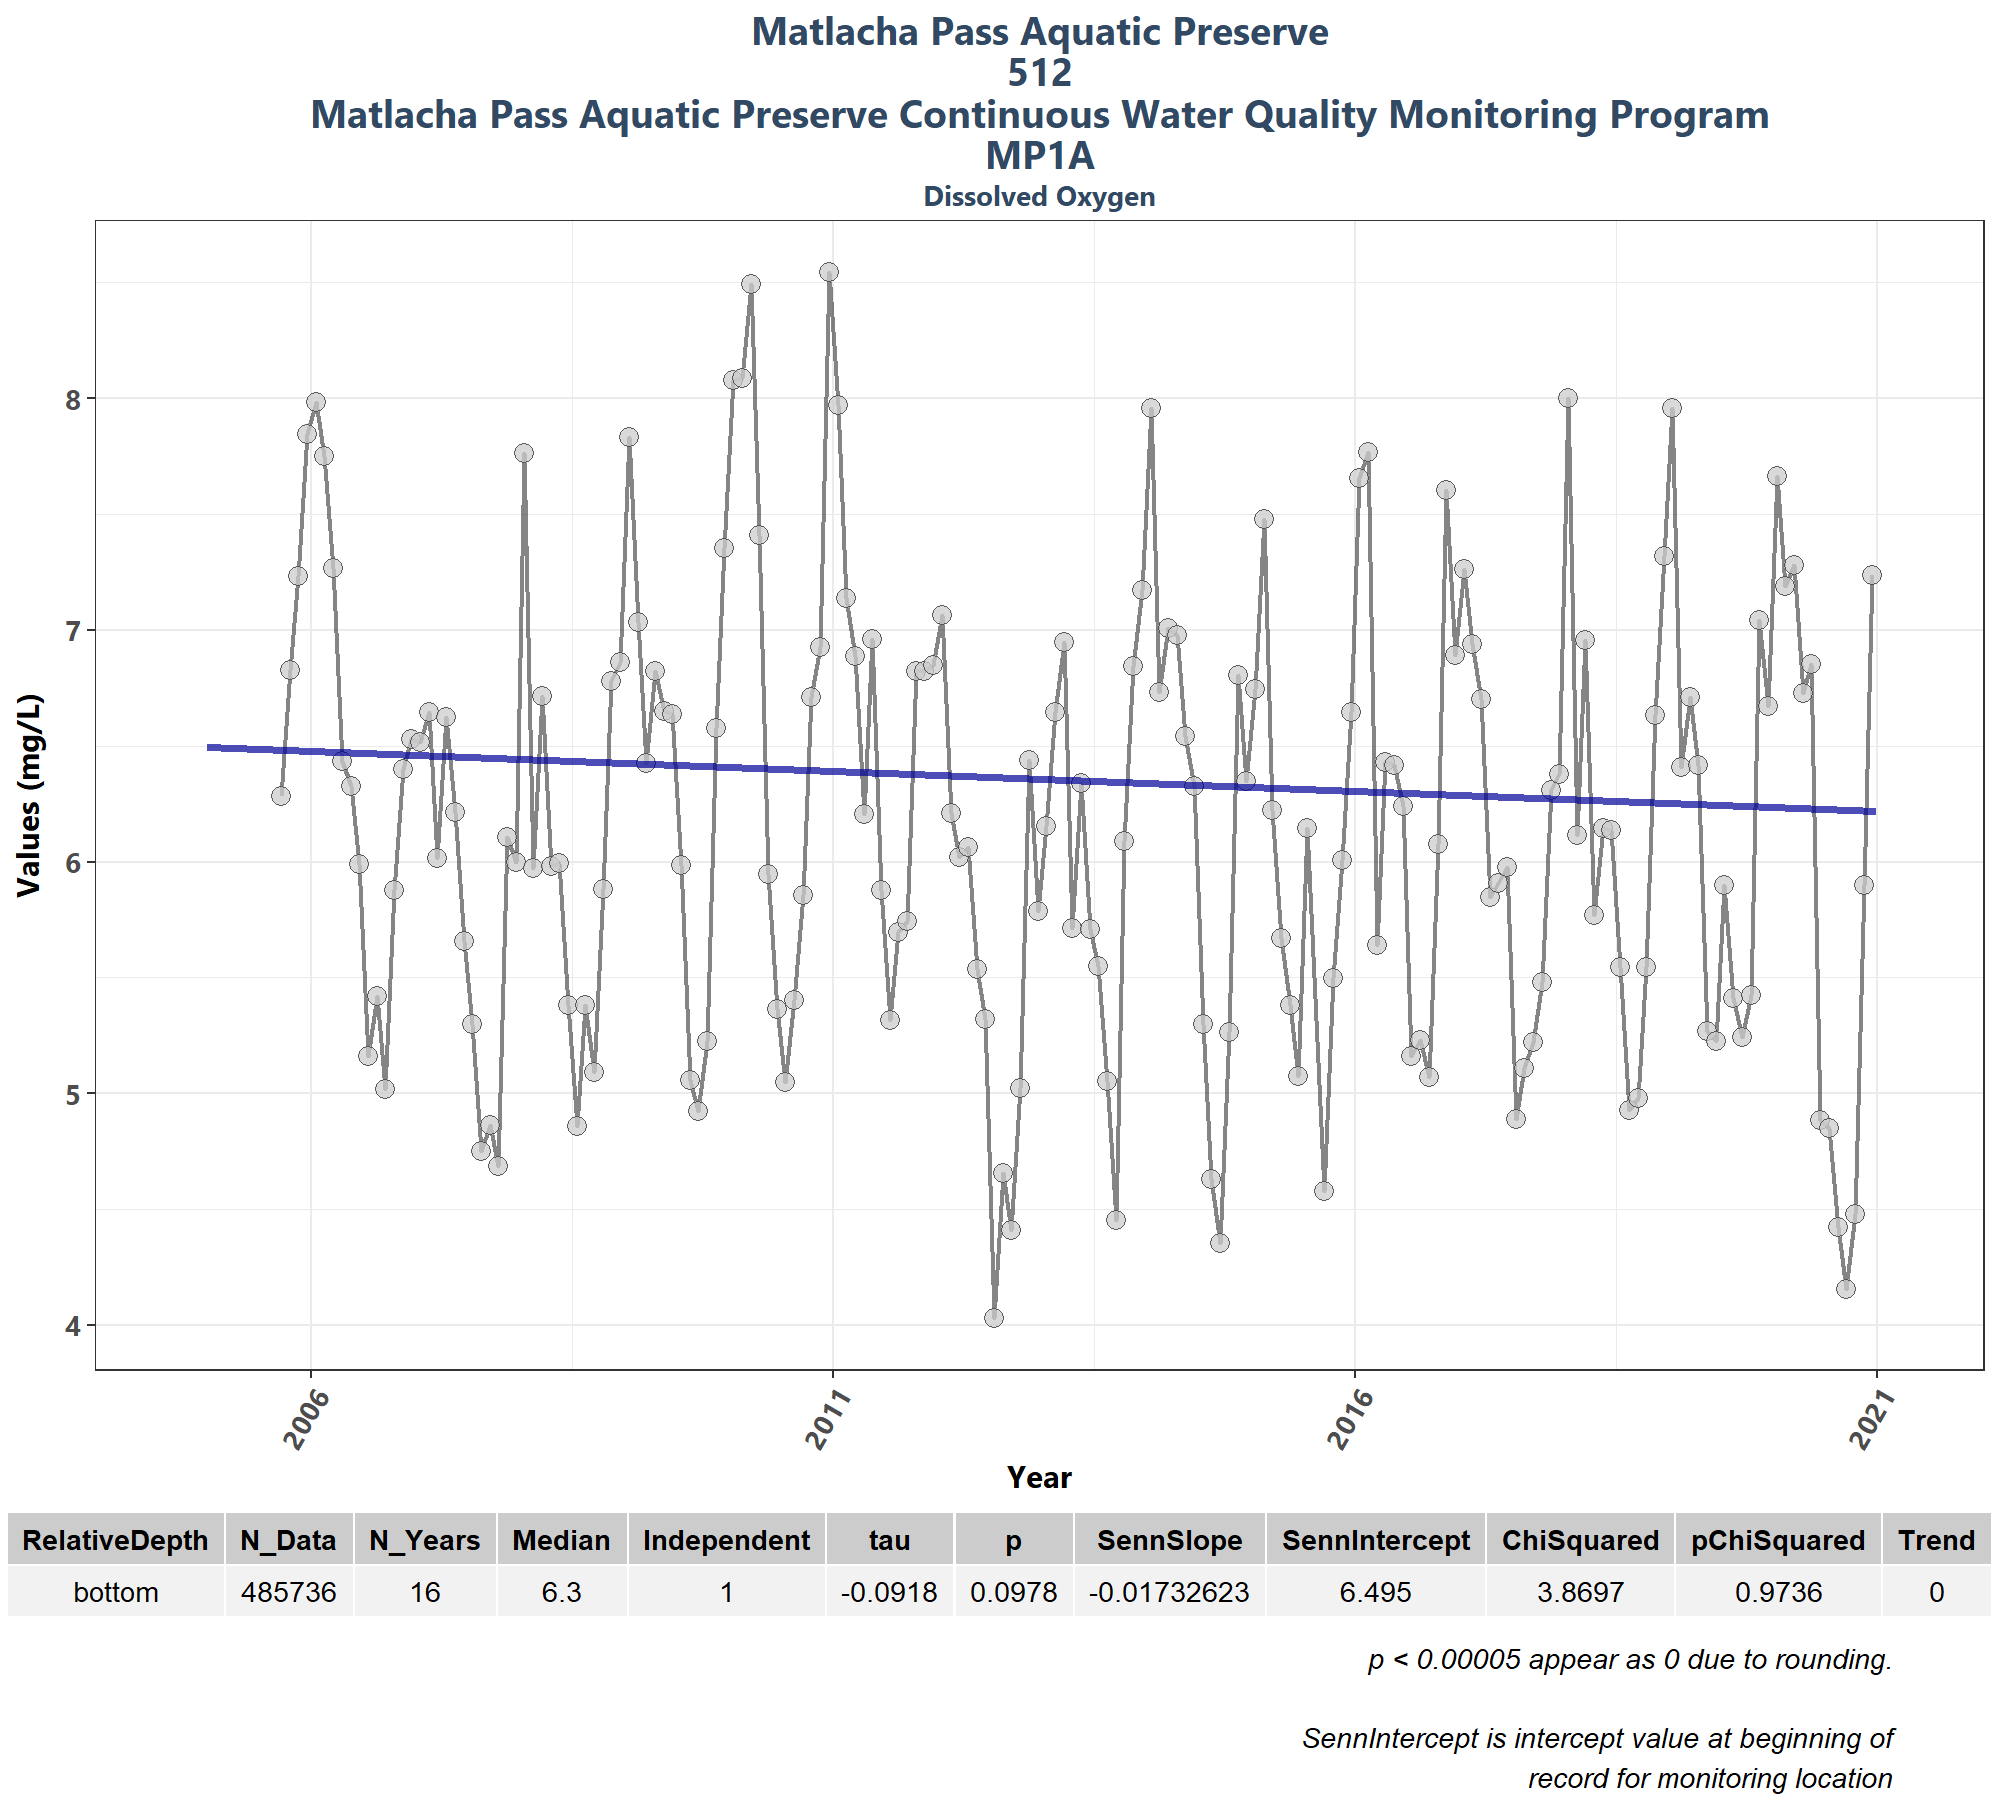 Matlacha Pass Aquatic Preserve
512
Matlacha Pass Aquatic Preserve Continuous Water Quality Monitoring Program
MP1A
Dissolved Oxygen
Values (mg/L)
8
7
6
5
4
2006 2011 2016 2021
Year
RelativeDepth N_Data N_Years Median Independent tau p SennSlope SennIntercept ChiSquared pChiSquared Trend
bottom 485736 16 6.3 1 -0.0918 0.0978 -0.01732623 6.495 3.8697 0.9736 0
p < 0.00005 appear as 0 due to rounding.
SennIntercept is intercept value at beginning of
record for monitoring location